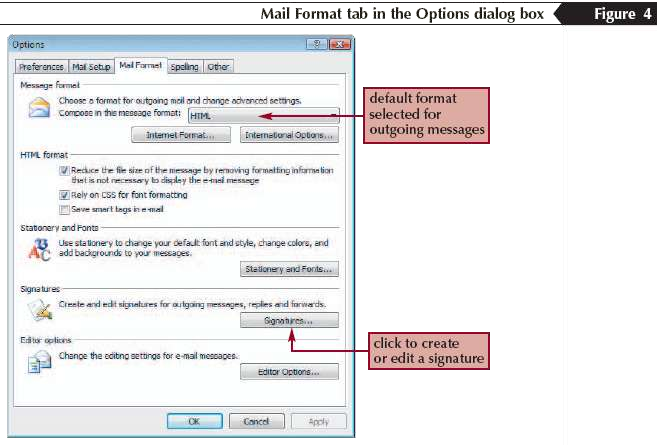 Mail Format tab in the Options dialog box
Figure 4
Options
Preferences Mail Setup Mail Format Spelling Other
Message format
Choose a format for outgoing mail and change advanced settings.
Compose in this message format: HTML
Internet Format... International Options...
default format
selected for
outgoing messages
HTML format
Reduce the file size of the message by removing formatting information
that is not necessary to display the e-mail message
Rely on CSS for font formatting
Save smart tags in e-mail
Stationery and Fonts
Use stationery to change your default font and style, change colors, and
add backgrounds to your messages.
Stationery and Fonts...
Signatures
Create and edit signatures for outgoing messages, replies and forwards.
Signatures...
click to create
or edit a signature
Editor options
Change the editing settings for e-mail messages.
Editor Options...
OK Cancel Apply